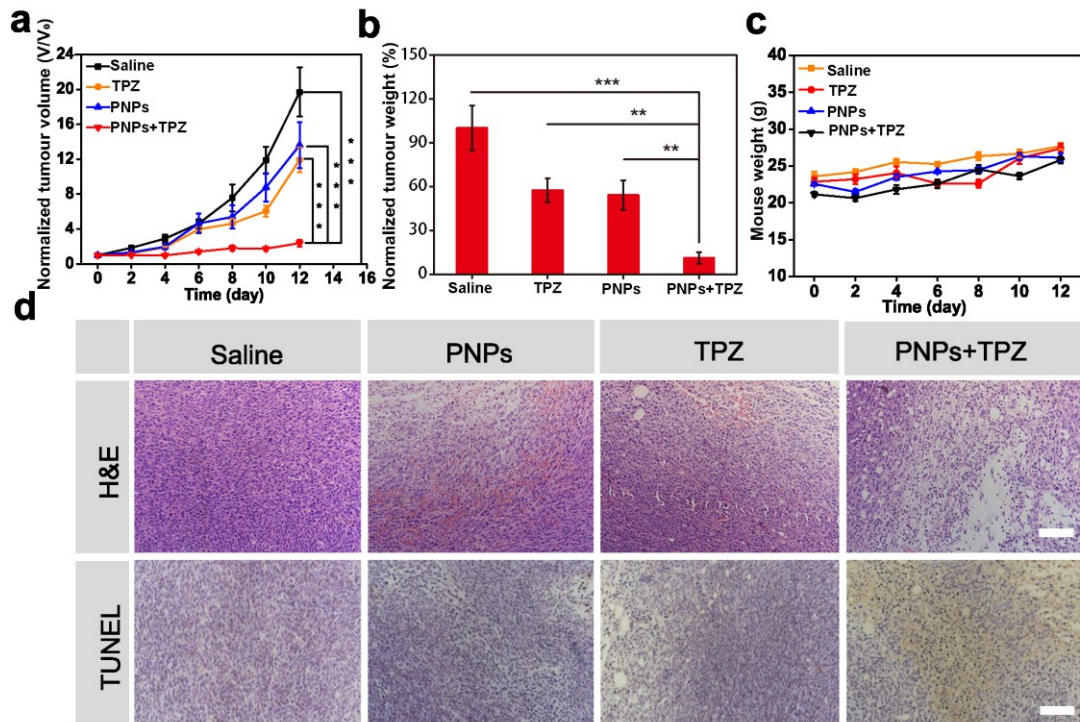 a
Normalized tumour volume (V/V₀)
24
20
16
12
8
4
0
Saline
TPZ
PNPs
PNPs+TPZ
* * *
* *
* * *
0 2 4 6 8 10 12 14 16
Time (day)
b
Normalized tumour weight (%)
150
120
90
60
30
0
***
**
**
Saline TPZ PNPs PNPs+TPZ
c
Mouse weight (g)
35
30
25
20
15
10
5
0
Saline
TPZ
PNPs
PNPs+TPZ
0 2 4 6 8 10 12
Time (day)
d
Saline PNPs TPZ PNPs+TPZ
H&E
TUNEL